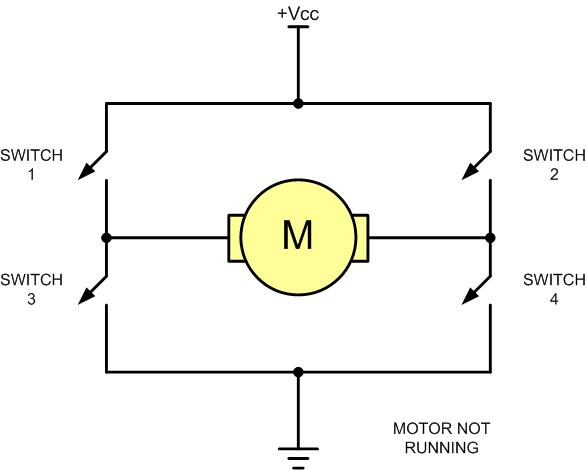 +Vcc
SWITCH
1
SWITCH
2
M
SWITCH
3
SWITCH
4
MOTOR NOT
RUNNING